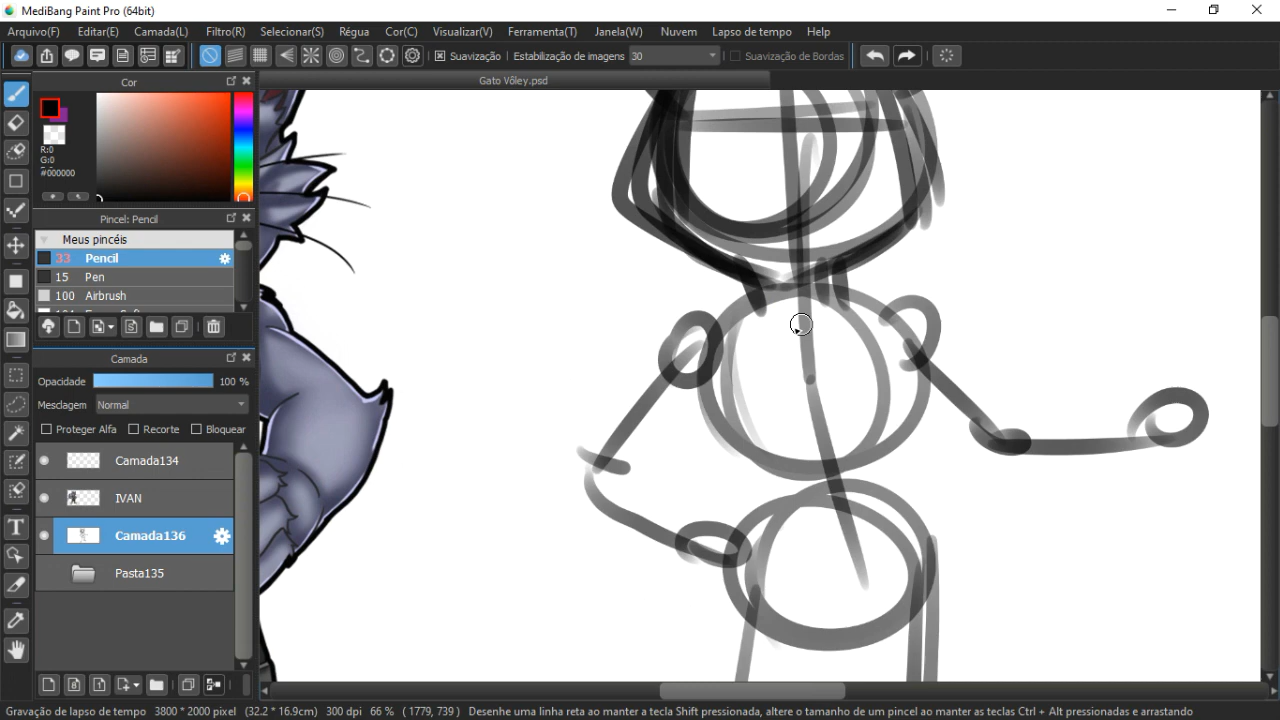 MediBang Paint Pro (64bit)
Arquivo(F) Editar(E) Camada(L) Filtro(R) Selecionar(S) Régua Cor(C) Visualizar(V) Ferramenta(T) Janela(W) Nuvem Lapso de tempo Help
Suavização Estabilização de imagens 30 Suavização de Bordas
Cor
Gato Vôley.psd
R:0
G:0
#000000
Pincel: Pencil
Meus pincéis
33 Pencil
15 Pen
100 Airbrush
Camada
Opacidade 100 %
Mesclagem Normal
Proteger Alfa Recorte Bloquear
Camada134
IVAN
Camada136
Pasta135
Gravação de lapso de tempo 3800 * 2000 pixel (32.2 * 16.9cm) 300 dpi 66 % ( 1779, 739 ) Desenhe uma linha reta ao manter a tecla Shift pressionada, altere o tamanho de um pincel ao manter as teclas Ctrl + Alt pressionadas e arrastando